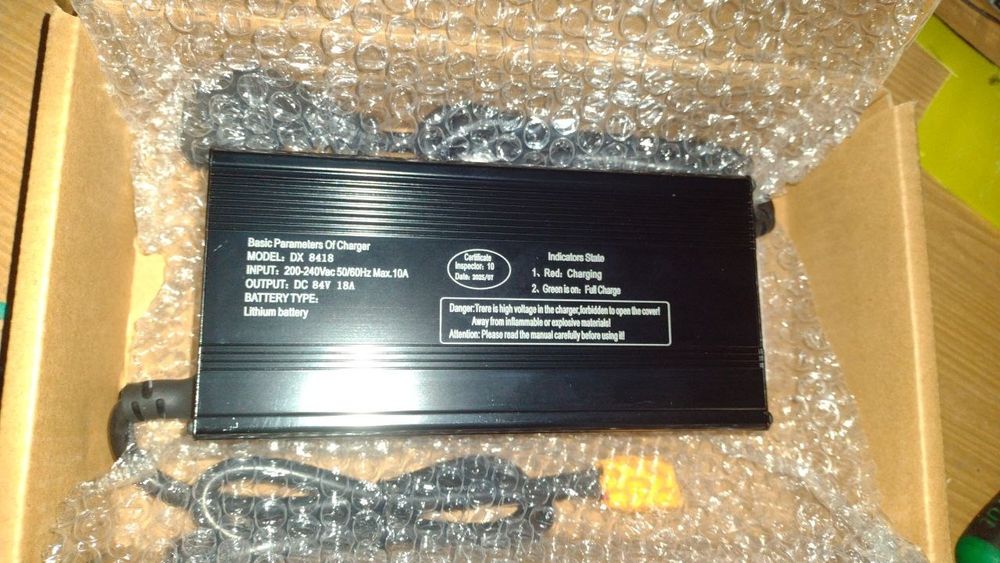 Basic Parameters Of Charger
MODEL: DX 8418
INPUT: 200-240Vac 50/60Hz Max.10A
OUTPUT: DC 84V 18A
BATTERY TYPE:
Lithium battery
Certificate
Inspector: 10
Date: 2025/07
Indicators State
1、Red: Charging
2、Green is on: Full Charge
Danger:Trere is high voltage in the charger,forbidden to open the cover!
Away from inflammable or explosive materials!
Attention: Please read the manual carefully before using it!